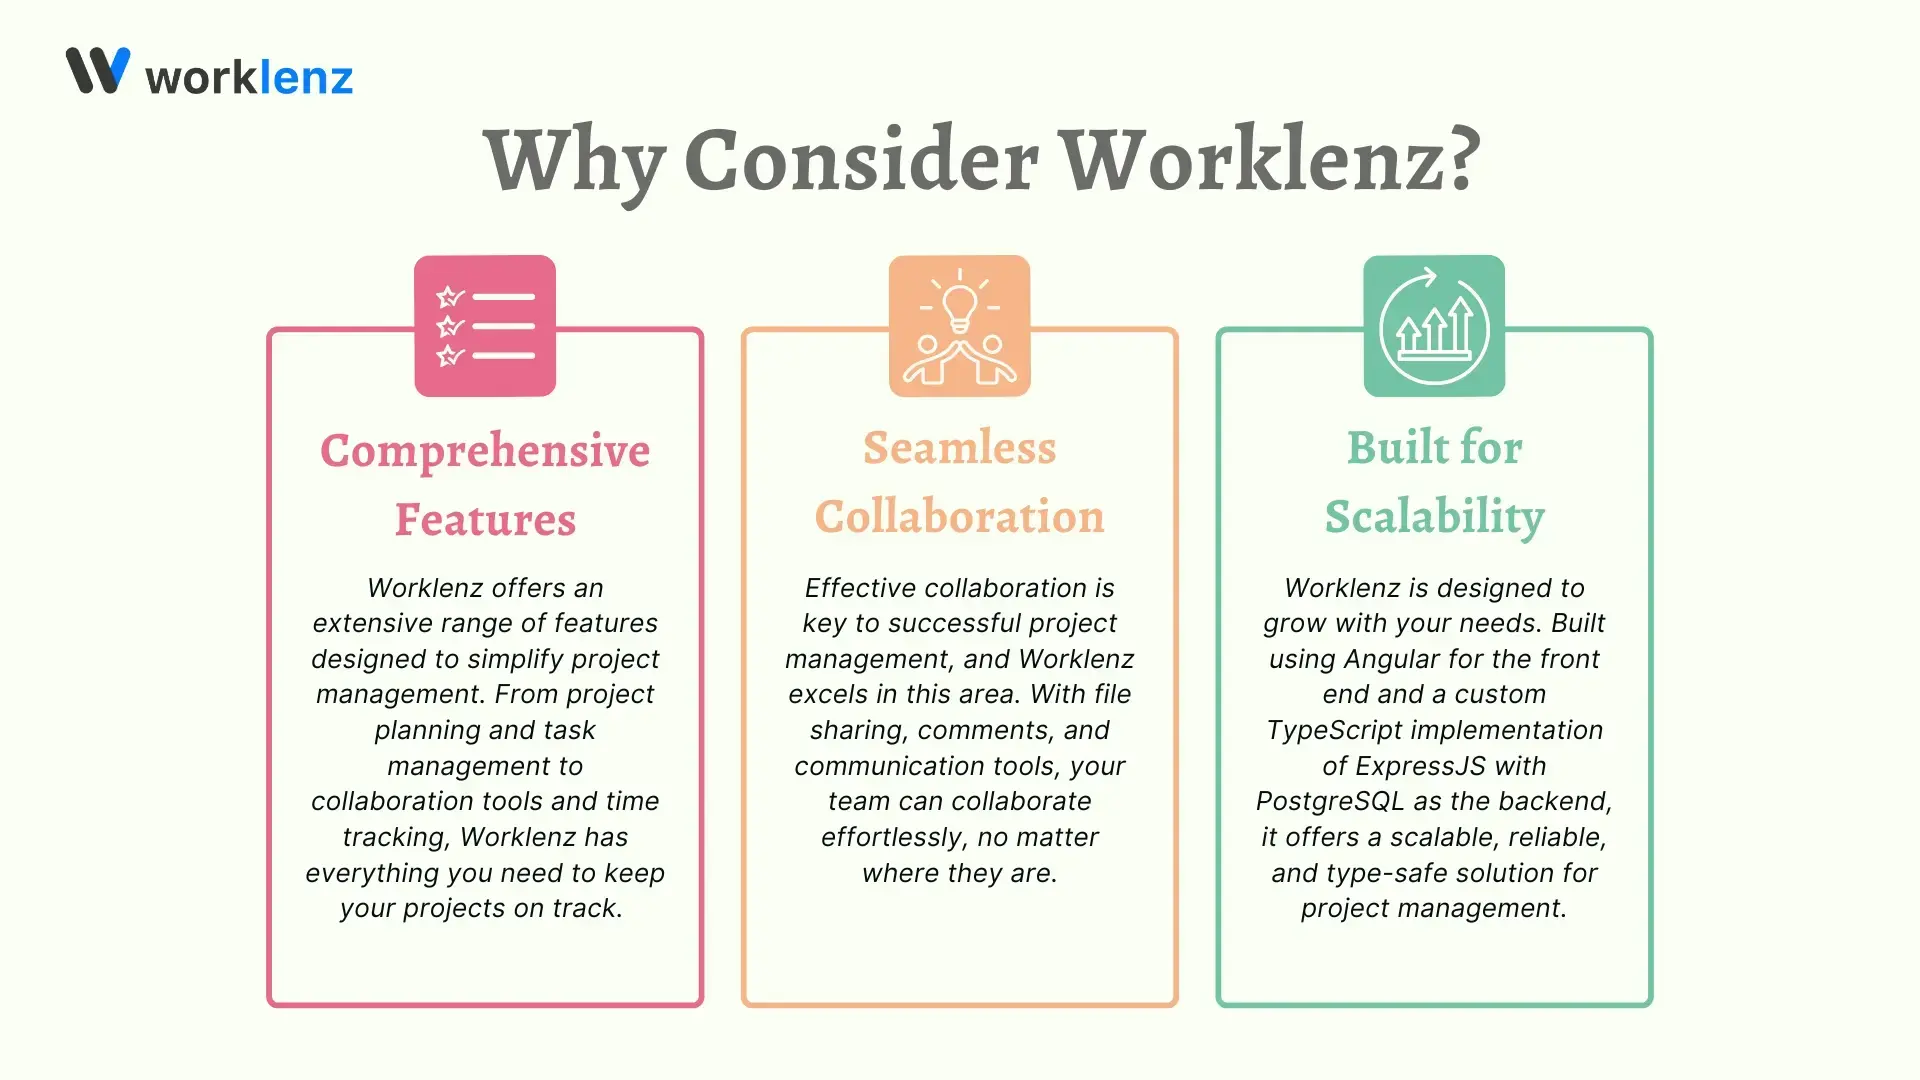 worklenz
Why Consider Worklenz?
Comprehensive
Features
Worklenz offers an
extensive range of features
designed to simplify project
management. From project
planning and task
management to
collaboration tools and time
tracking, Worklenz has
everything you need to keep
your projects on track.
Seamless
Collaboration
Effective collaboration is
key to successful project
management, and Worklenz
excels in this area. With file
sharing, comments, and
communication tools, your
team can collaborate
effortlessly, no matter
where they are.
Built for
Scalability
Worklenz is designed to
grow with your needs. Built
using Angular for the front
end and a custom
TypeScript implementation
of ExpressJS with
PostgreSQL as the backend,
it offers a scalable, reliable,
and type-safe solution for
project management.